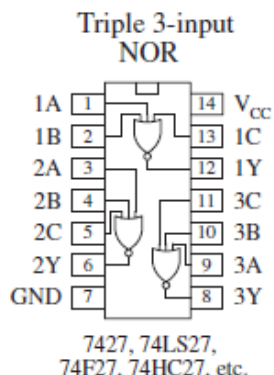 Triple 3-input
NOR
1A 1 14 VCC
1B 2 13 1C
2A 3 12 1Y
2B 4 11 3C
2C 5 10 3B
2Y 6 9 3A
GND 7 8 3Y
7427, 74LS27,
74F27, 74HC27, etc.